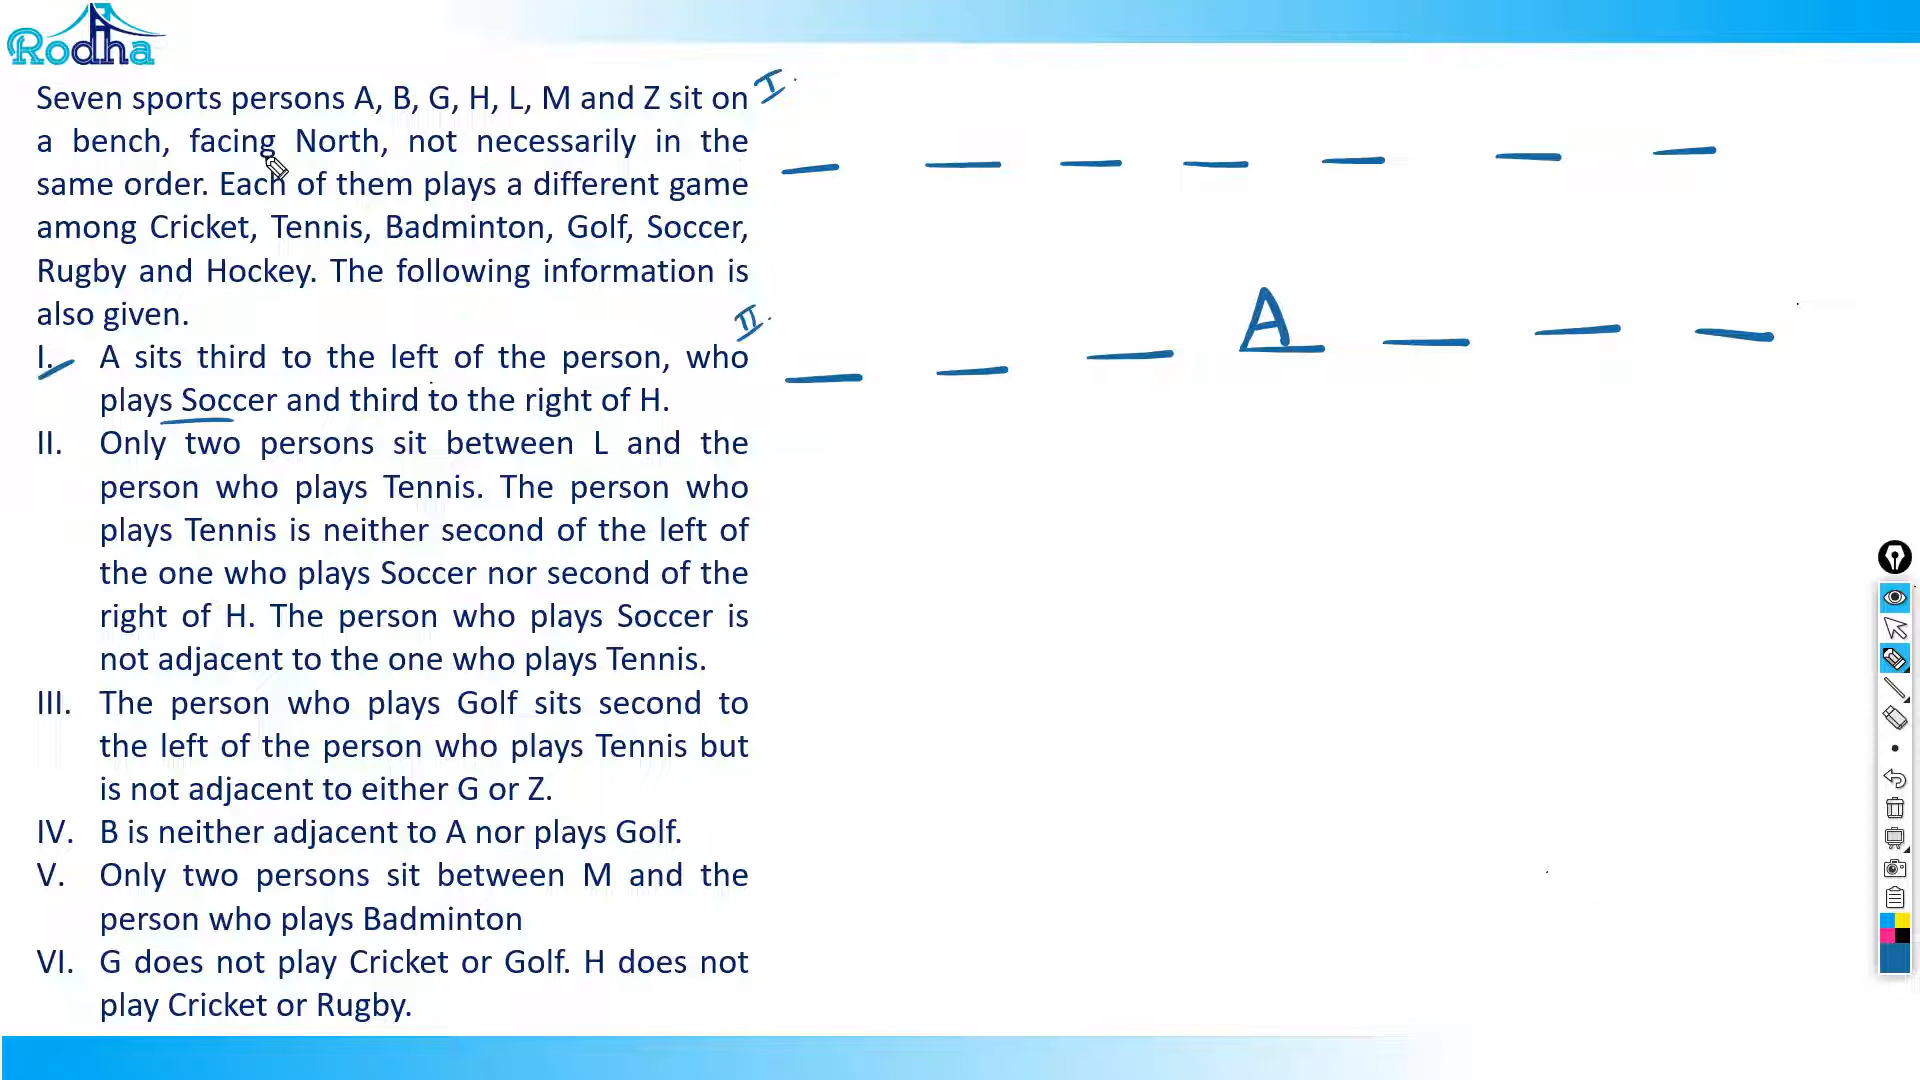 Rodha
Seven sports persons A, B, G, H, L, M and Z sit on
a bench, facing North, not necessarily in the
same order. Each of them plays a different game
among Cricket, Tennis, Badminton, Golf, Soccer,
Rugby and Hockey. The following information is
also given.
I. A sits third to the left of the person, who
plays Soccer and third to the right of H.
II. Only two persons sit between L and the
person who plays Tennis. The person who
plays Tennis is neither second of the left of
the one who plays Soccer nor second of the
right of H. The person who plays Soccer is
not adjacent to the one who plays Tennis.
III. The person who plays Golf sits second to
the left of the person who plays Tennis but
is not adjacent to either G or Z.
IV. B is neither adjacent to A nor plays Golf.
V. Only two persons sit between M and the
person who plays Badminton
VI. G does not play Cricket or Golf. H does not
play Cricket or Rugby.
I.
II.
A